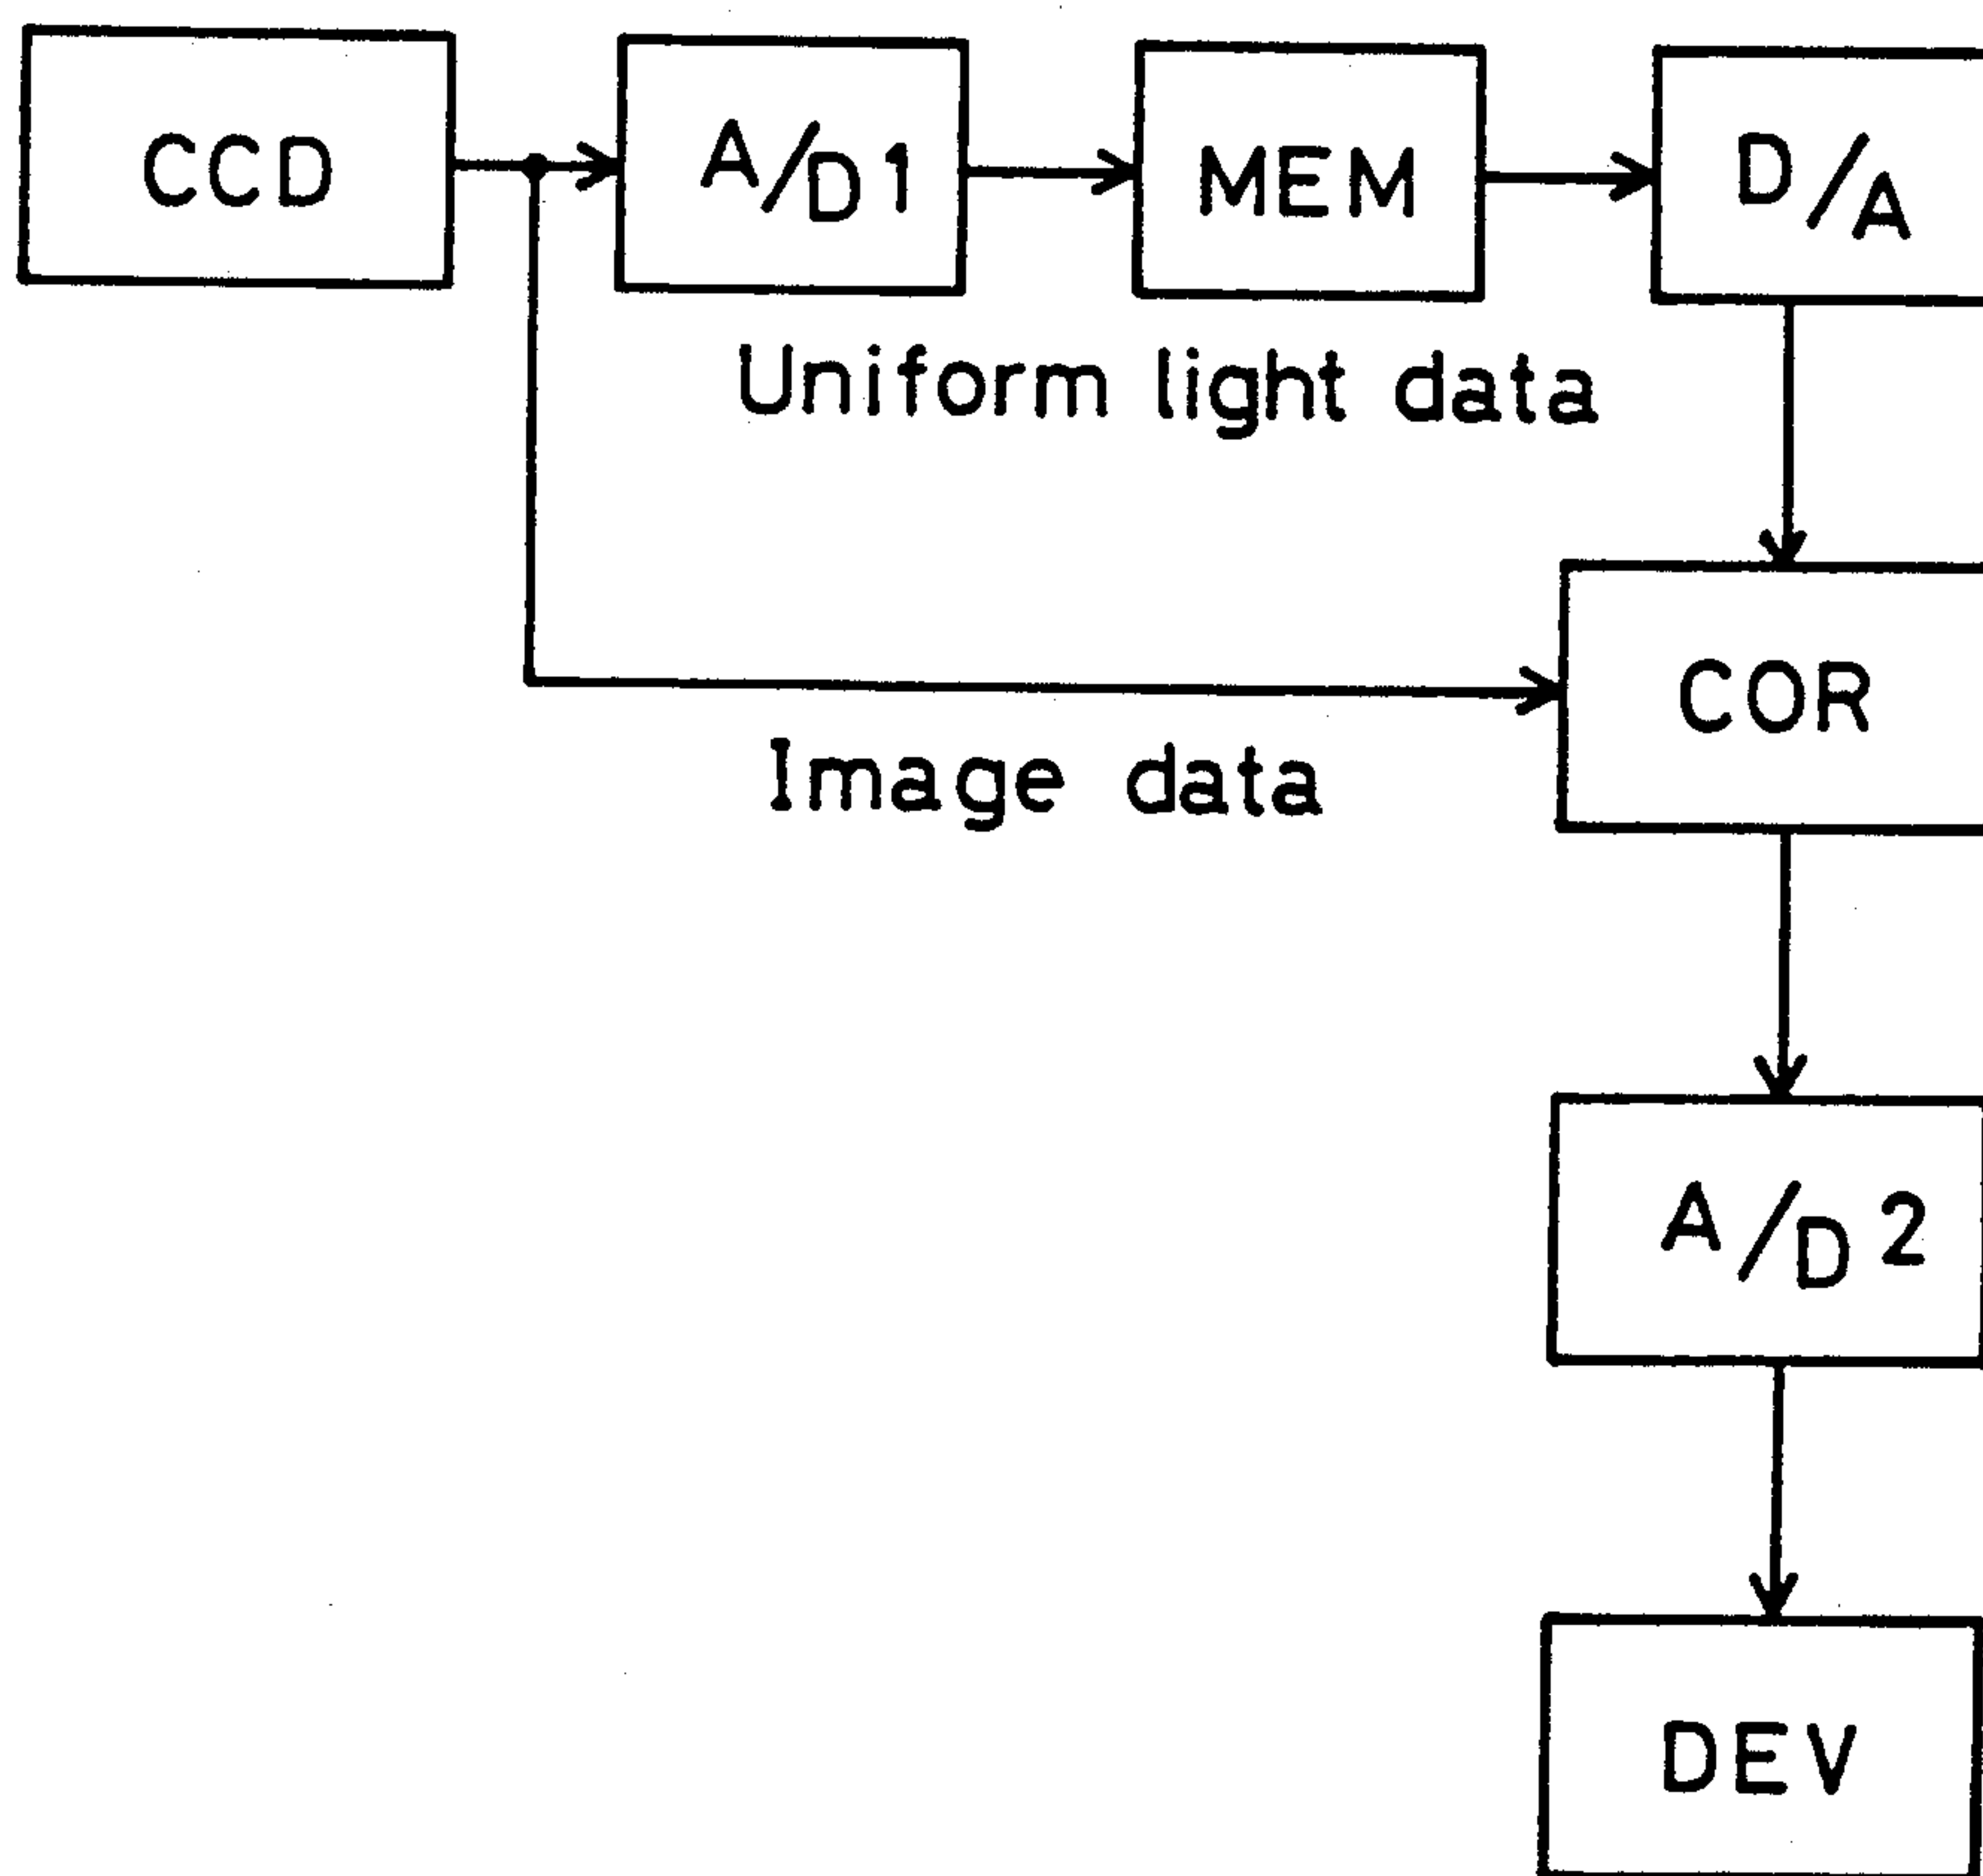 CCD
A/D1
MEM
D/A
Uniform light data
COR
Image data
A/D2
DEV